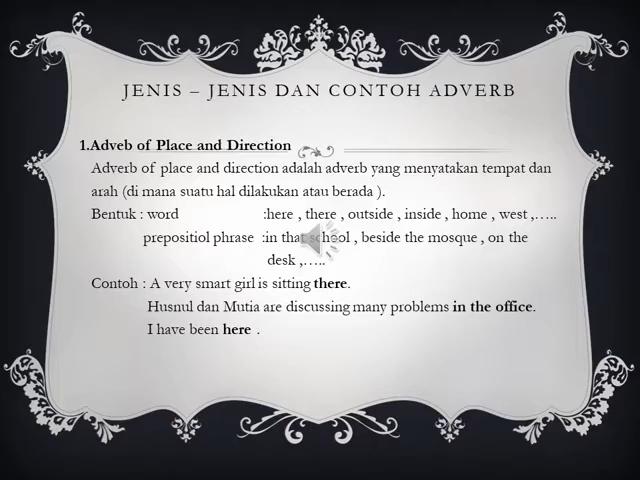 JENIS – JENIS DAN CONTOH ADVERB
1.Adveb of Place and Direction
Adverb of place and direction adalah adverb yang menyatakan tempat dan
arah (di mana suatu hal dilakukan atau berada ).
Bentuk : word :here , there , outside , inside , home , west ,.....
prepositiol phrase :in that school , beside the mosque , on the
desk ,.....
Contoh : A very smart girl is sitting there.
Husnul dan Mutia are discussing many problems in the office.
I have been here .